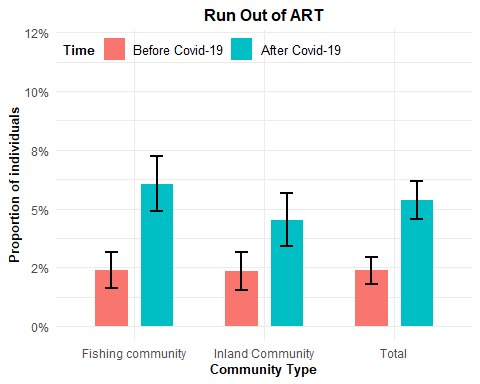 Run Out of ART
12%
Time Before Covid-19 After Covid-19
10%
8%
5%
2%
0%
Proportion of individuals
Fishing community Inland Community Total
Community Type